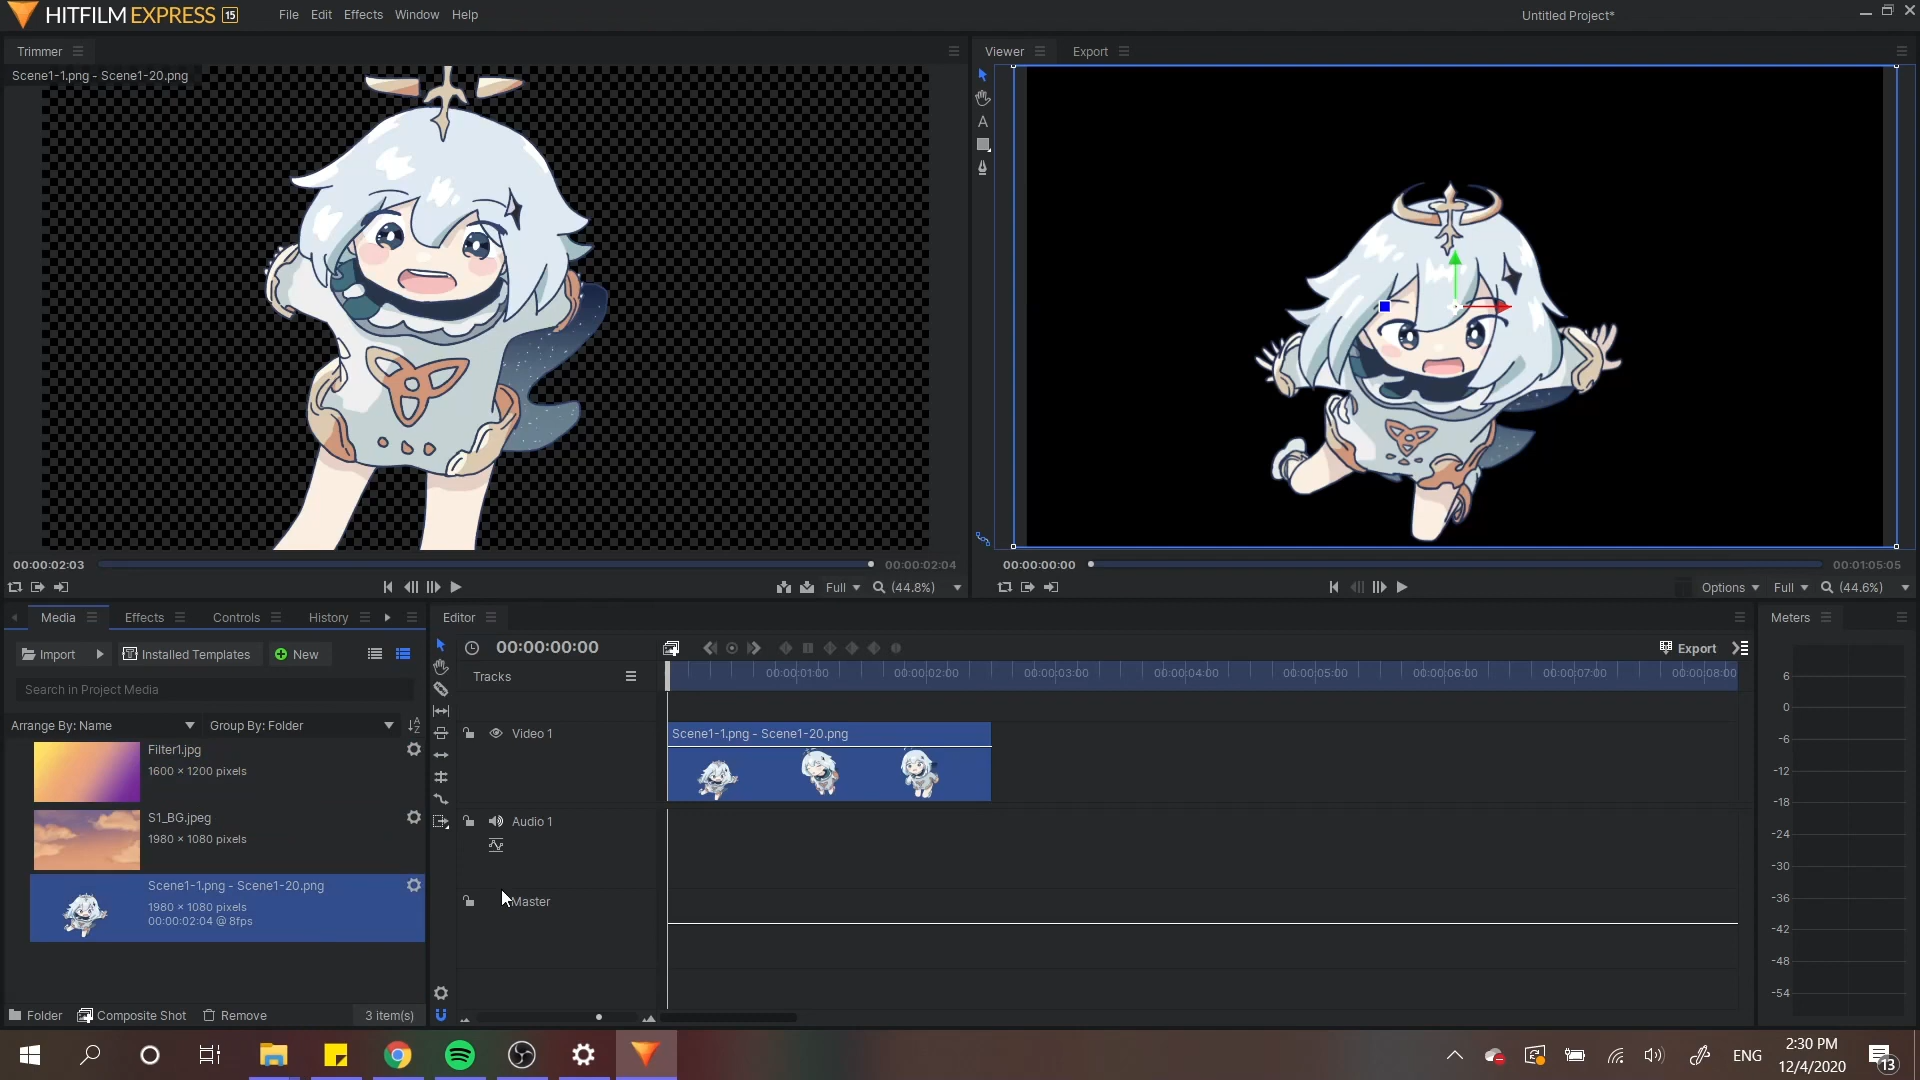 HITFILM EXPRESS 15
File Edit Effects Window Help
Untitled Project*
Trimmer
Viewer
Export
Scene1-1.png - Scene1-20.png
00:00:02:03
00:00:02:04
Full
(44.8%)
00:00:00:00
00:01:05:05
Options
Full
(44.6%)
Media
Effects
Controls
History
Editor
Meters
Import
Installed Templates
New
00:00:00:00
Export
Tracks
00:00:01:00
00:00:02:00
00:00:03:00
00:00:04:00
00:00:05:00
00:00:06:00
00:00:07:00
00:00:08:00
Search in Project Media
Arrange By: Name
Group By: Folder
Filter1.jpg
1600 × 1200 pixels
S1_BG.jpeg
1980 × 1080 pixels
Scene1-1.png - Scene1-20.png
1980 × 1080 pixels
00:00:02:04 @ 8fps
Video 1
Scene1-1.png - Scene1-20.png
Audio 1
Master
6
0
-6
-12
-18
-24
-30
-36
-42
-48
-54
Folder
Composite Shot
Remove
3 item(s)
ENG
2:30 PM
12/4/2020
13